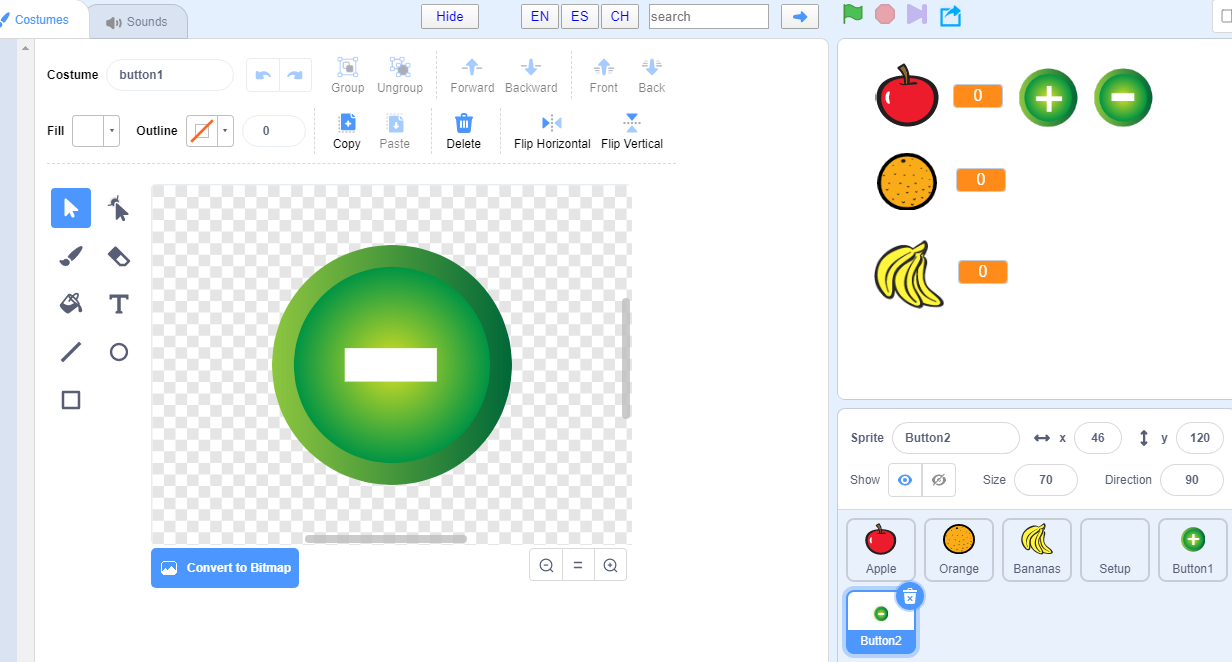 Costumes Sounds Hide EN ES CH search
Costume button1 Group Ungroup Forward Backward Front Back
Fill Outline 0 Copy Paste Delete Flip Horizontal Flip Vertical
T
Convert to Bitmap
0
0
0
Sprite Button2 x 46 y 120
Show Size 70 Direction 90
Apple Orange Bananas Setup Button1
Button2